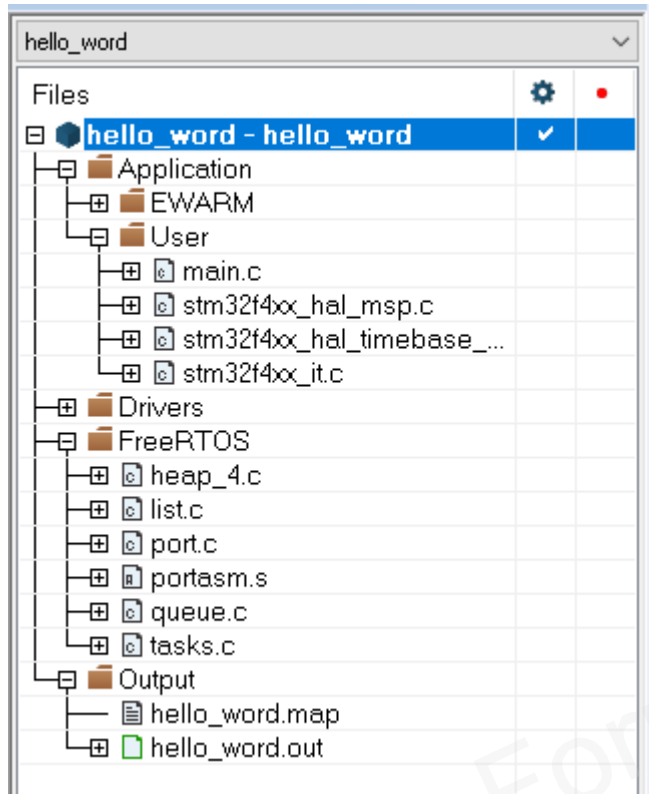 hello_word
Files
hello_word - hello_word
Application
EWARM
User
main.c
stm32f4xx_hal_msp.c
stm32f4xx_hal_timebase_...
stm32f4xx_it.c
Drivers
FreeRTOS
heap_4.c
list.c
port.c
portasm.s
queue.c
tasks.c
Output
hello_word.map
hello_word.out